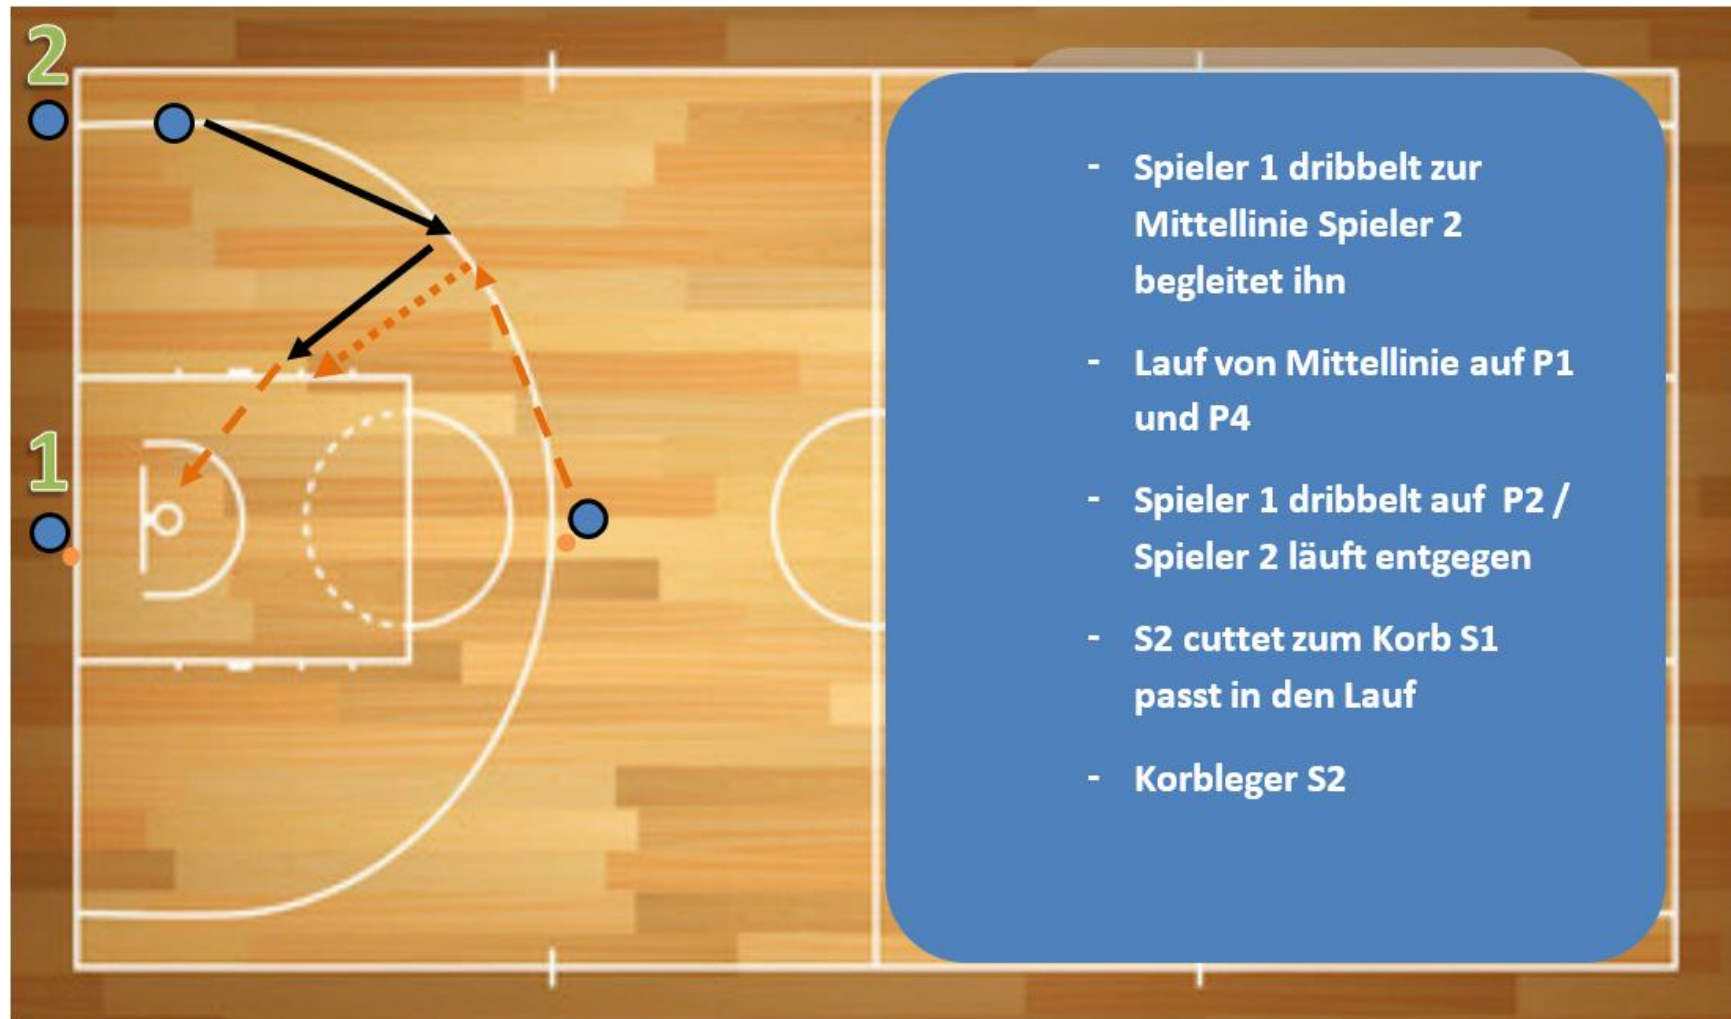 2
1
- Spieler 1 dribbelt zur
Mittellinie Spieler 2
begleitet ihn
- Lauf von Mittellinie auf P1
und P4
- Spieler 1 dribbelt auf P2 /
Spieler 2 läuft entgegen
- S2 cuttet zum Korb S1
passt in den Lauf
- Korbleger S2